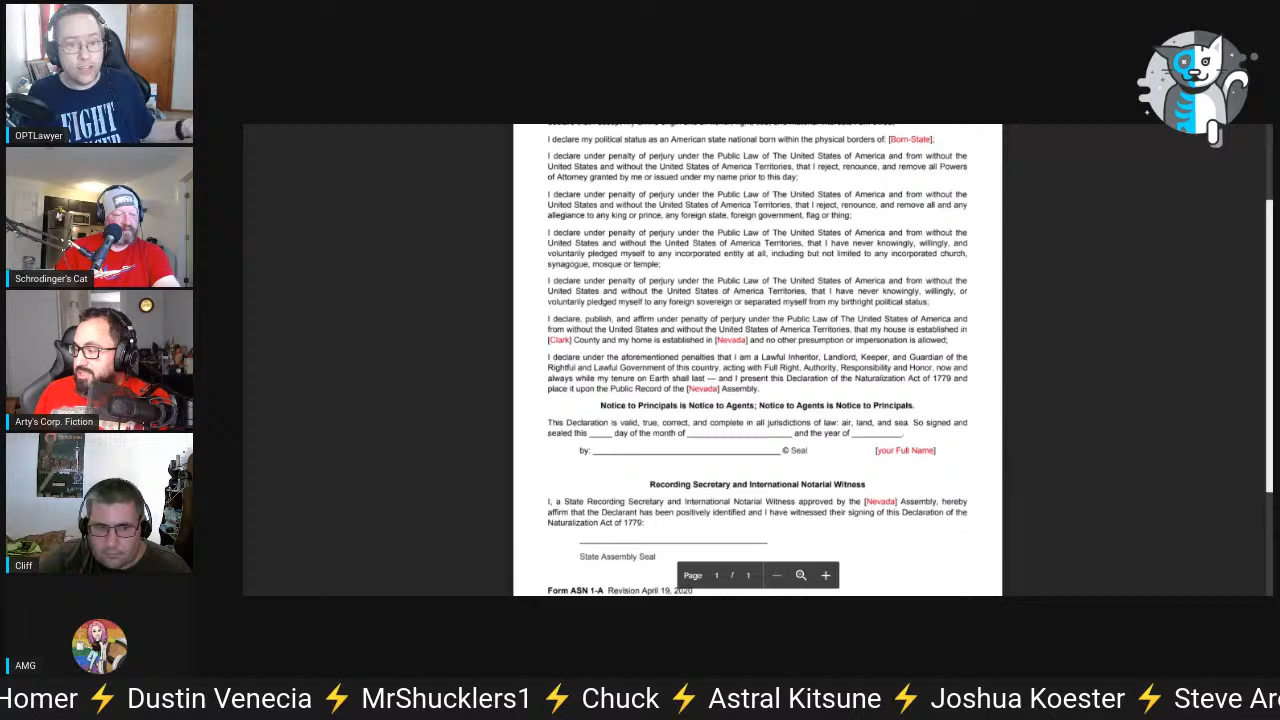 OPTLawyer
Schrodinger's Cat
Arty's Corp. Fiction
Cliff
AMG
I declare my political status as an American state national born within the physical borders of: [Born-State];
I declare under penalty of perjury under the Public Law of The United States of America and from without the
United States and without the United States of America Territories, that I reject, renounce, and remove all Powers
of Attorney granted by me or issued under my name prior to this day;
I declare under penalty of perjury under the Public Law of The United States of America and from without the
United States and without the United States of America Territories, that I reject, renounce, and remove all and any
allegiance to any king or prince, any foreign state, foreign government, flag or thing;
I declare under penalty of perjury under the Public Law of The United States of America and from without the
United States and without the United States of America Territories, that I have never knowingly, willingly, and
voluntarily pledged myself to any incorporated entity at all, including but not limited to any incorporated church,
synagogue, mosque or temple;
I declare under penalty of perjury under the Public Law of The United States of America and from without the
United States and without the United States of America Territories, that I have never knowingly, willingly, or
voluntarily pledged myself to any foreign sovereign or separated myself from my birthright political status;
I declare, publish, and affirm under penalty of perjury under the Public Law of The United States of America and
from without the United States and without the United States of America Territories, that my house is established in
[Clark] County and my home is established in [Nevada] and no other presumption or impersonation is allowed;
I declare under the aforementioned penalties that i am a Lawful Inheritor, Landlord, Keeper, and Guardian of the
Rightful and Lawful Government of this country, acting with Full Right, Authority, Responsibility and Honor, now and
always while my tenure on Earth shall last — and I present this Declaration of the Naturalization Act of 1779 and
place it upon the Public Record of the [Nevada] Assembly.
Notice to Principals is Notice to Agents; Notice to Agents is Notice to Principals.
This Declaration is valid, true, correct, and complete in all jurisdictions of law: air, land, and sea. So signed and
sealed this _____ day of the month of _______________________ and the year of ___________.
by: _________________________________________ © Seal [your Full Name]
Recording Secretary and International Notarial Witness
I, a State Recording Secretary and International Notarial Witness approved by the [Nevada] Assembly, hereby
affirm that the Declarant has been positively identified and I have witnessed their signing of this Declaration of the
Naturalization Act of 1779:
State Assembly Seal
Page 1 / 1
Form ASN 1-A Revision April 19, 2020
Homer ⚡ Dustin Venecia ⚡ MrShucklers1 ⚡ Chuck ⚡ Astral Kitsune ⚡ Joshua Koester ⚡ Steve Ar